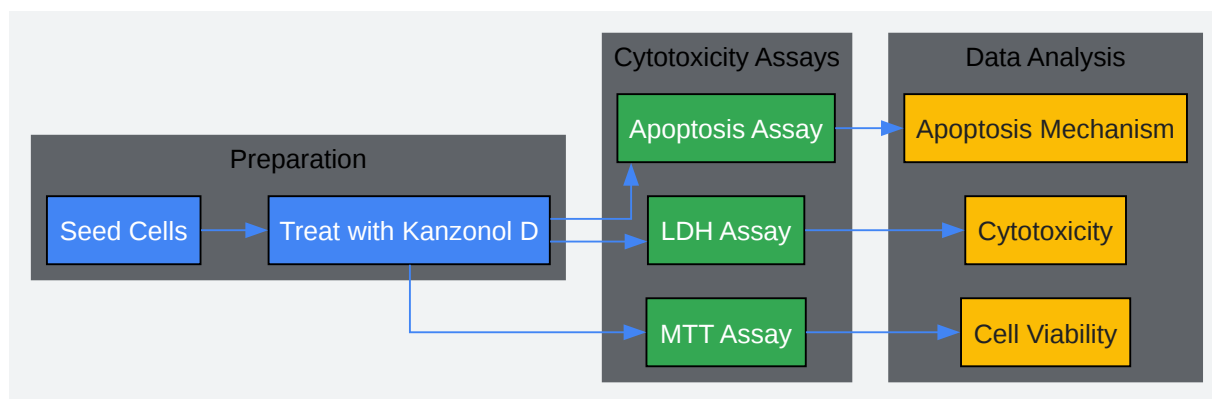 Preparation
Seed Cells
Treat with Kanzonol D
Cytotoxicity Assays
Apoptosis Assay
LDH Assay
MTT Assay
Data Analysis
Apoptosis Mechanism
Cytotoxicity
Cell Viability